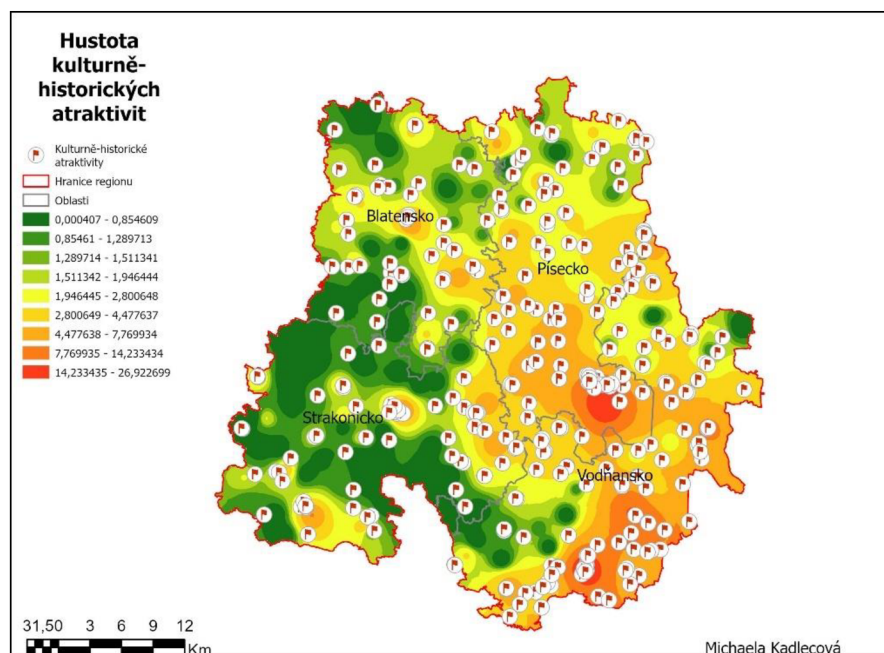 Hustota
kulturně-
historických
atraktivit
Kulturně-historické
atraktivity
Hranice regionu
Oblasti
0,000407 - 0,854609
0,85461 - 1,289713
1,289714 - 1,511341
1,511342 - 1,946444
1,946445 - 2,800648
2,800649 - 4,477637
4,477638 - 7,769934
7,769935 - 14,233434
14,233435 - 26,922699
Blatensko
Písecko
Strakonicko
Vodňansko
31,50 3 6 9 12
Km
Michaela Kadlecová